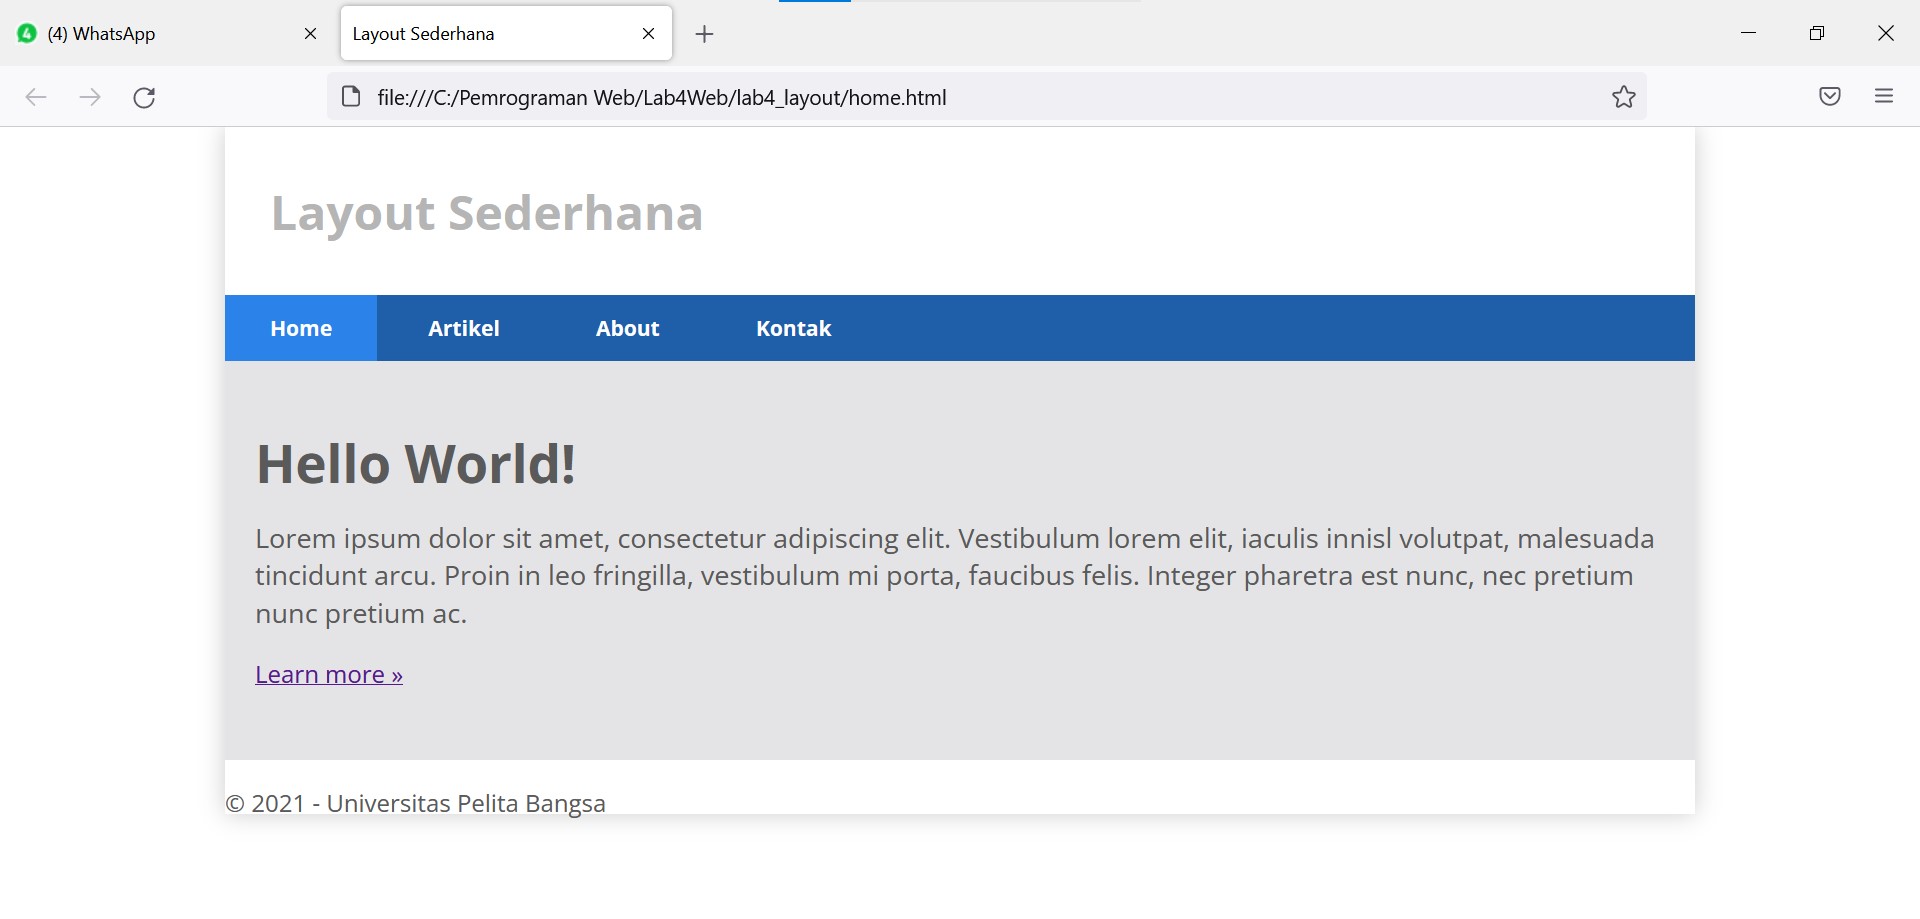 (4) WhatsApp
Layout Sederhana
file:///C:/Pemrograman Web/Lab4Web/lab4_layout/home.html
Layout Sederhana
Home Artikel About Kontak
Hello World!
Lorem ipsum dolor sit amet, consectetur adipiscing elit. Vestibulum lorem elit, iaculis innisl volutpat, malesuada
tincidunt arcu. Proin in leo fringilla, vestibulum mi porta, faucibus felis. Integer pharetra est nunc, nec pretium
nunc pretium ac.
Learn more »
© 2021 - Universitas Pelita Bangsa